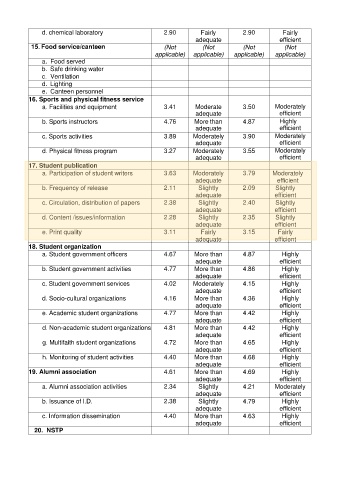 d. chemical laboratory 2.90 Fairly adequate 2.90 Fairly efficient
15. Food service/canteen (Not applicable) (Not applicable) (Not applicable) (Not applicable)
a. Food served
b. Safe drinking water
c. Ventilation
d. Lighting
e. Canteen personnel
16. Sports and physical fitness service
a. Facilities and equipment 3.41 Moderate adequate 3.50 Moderately efficient
b. Sports instructors 4.76 More than adequate 4.87 Highly efficient
c. Sports activities 3.89 Moderately adequate 3.90 Moderately efficient
d. Physical fitness program 3.27 Moderately adequate 3.55 Moderately efficient
17. Student publication
a. Participation of student writers 3.63 Moderately adequate 3.79 Moderately efficient
b. Frequency of release 2.11 Slightly adequate 2.09 Slightly efficient
c. Circulation, distribution of papers 2.38 Slightly adequate 2.40 Slightly efficient
d. Content /issues/information 2.28 Slightly adequate 2.35 Slightly efficient
e. Print quality 3.11 Fairly adequate 3.15 Fairly efficient
18. Student organization
a. Student government officers 4.67 More than adequate 4.87 Highly efficient
b. Student government activities 4.77 More than adequate 4.86 Highly efficient
c. Student government services 4.02 Moderately adequate 4.15 Highly efficient
d. Socio-cultural organizations 4.16 More than adequate 4.36 Highly efficient
e. Academic student organizations 4.77 More than adequate 4.42 Highly efficient
d. Non-academic student organizations 4.81 More than adequate 4.42 Highly efficient
g. Multifaith student organizations 4.72 More than adequate 4.65 Highly efficient
h. Monitoring of student activities 4.40 More than adequate 4.68 Highly efficient
19. Alumni association 4.61 More than adequate 4.69 Highly efficient
a. Alumni association activities 2.34 Slightly adequate 4.21 Moderately efficient
b. Issuance of I.D. 2.38 Slightly adequate 4.79 Highly efficient
c. Information dissemination 4.40 More than adequate 4.63 Highly efficient
20. NSTP